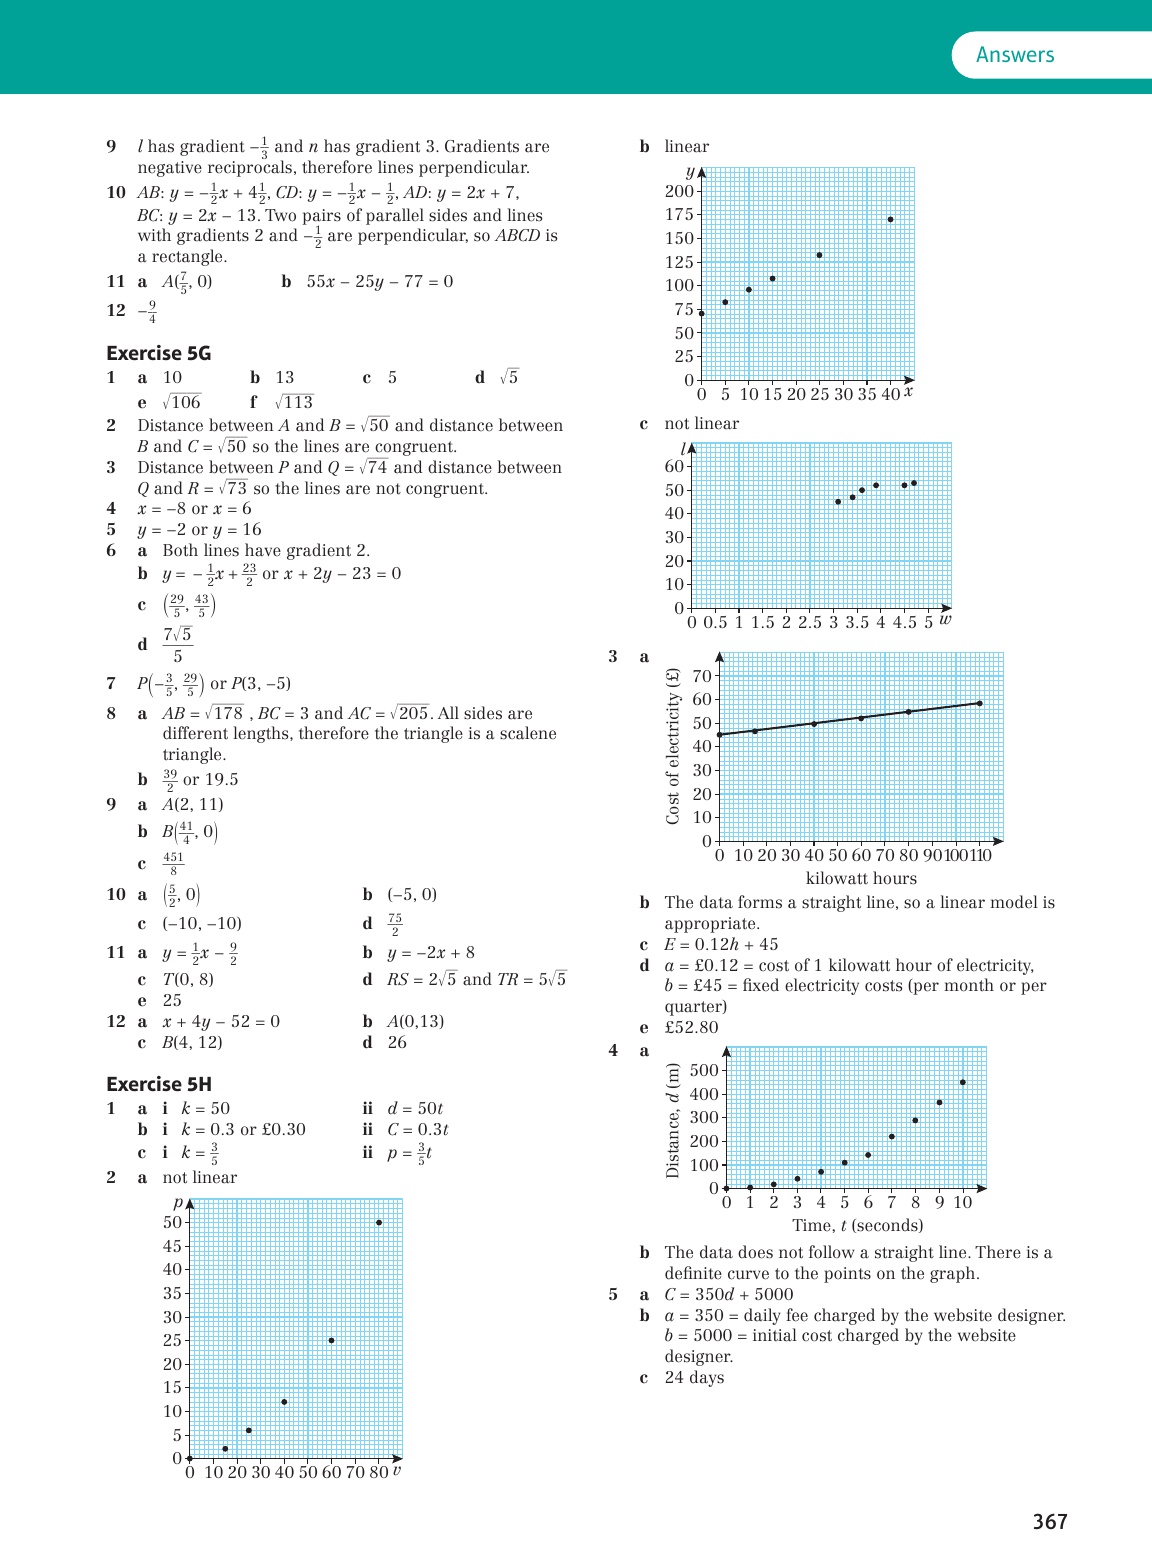 Answers
9 l has gradient −1/3 and n has gradient 3. Gradients are
negative reciprocals, therefore lines perpendicular.
10 AB: y = −1/2x + 4 1/2, CD: y = −1/2x − 1/2, AD: y = 2x + 7,
BC: y = 2x − 13. Two pairs of parallel sides and lines
with gradients 2 and −1/2 are perpendicular, so ABCD is
a rectangle.
11 a A(7/5, 0) b 55x − 25y − 77 = 0
12 −9/4
Exercise 5G
1 a 10 b 13 c 5 d √5
e √106 f √113
2 Distance between A and B = √50 and distance between
B and C = √50 so the lines are congruent.
3 Distance between P and Q = √74 and distance between
Q and R = √73 so the lines are not congruent.
4 x = −8 or x = 6
5 y = −2 or y = 16
6 a Both lines have gradient 2.
b y = −1/2x + 23/2 or x + 2y − 23 = 0
c (29/5, 43/5)
d 7√5/5
7 P(−3/5, 29/5) or P(3, −5)
8 a AB = √178 , BC = 3 and AC = √205. All sides are
different lengths, therefore the triangle is a scalene
triangle.
b 39/2 or 19.5
9 a A(2, 11)
b B(41/4, 0)
c 451/8
10 a (5/2, 0) b (−5, 0)
c (−10, −10) d 75/2
11 a y = 1/2x − 9/2 b y = −2x + 8
c T(0, 8) d RS = 2√5 and TR = 5√5
e 25
12 a x + 4y − 52 = 0 b A(0,13)
c B(4, 12) d 26
Exercise 5H
1 a i k = 50 ii d = 50t
b i k = 0.3 or £0.30 ii C = 0.3t
c i k = 3/5 ii p = 3/5t
2 a not linear
p
50
45
40
35
30
25
20
15
10
5
0
0 10 20 30 40 50 60 70 80 v
b linear
y
200
175
150
125
100
75
50
25
0
0 5 10 15 20 25 30 35 40 x
c not linear
l
60
50
40
30
20
10
0
0 0.5 1 1.5 2 2.5 3 3.5 4 4.5 5 w
3 a
Cost of electricity (£)
70
60
50
40
30
20
10
0
0 10 20 30 40 50 60 70 80 90 100 110
kilowatt hours
b The data forms a straight line, so a linear model is
appropriate.
c E = 0.12h + 45
d a = £0.12 = cost of 1 kilowatt hour of electricity,
b = £45 = fixed electricity costs (per month or per
quarter)
e £52.80
4 a
Distance, d (m)
500
400
300
200
100
0
0 1 2 3 4 5 6 7 8 9 10
Time, t (seconds)
b The data does not follow a straight line. There is a
definite curve to the points on the graph.
5 a C = 350d + 5000
b a = 350 = daily fee charged by the website designer.
b = 5000 = initial cost charged by the website
designer.
c 24 days
367